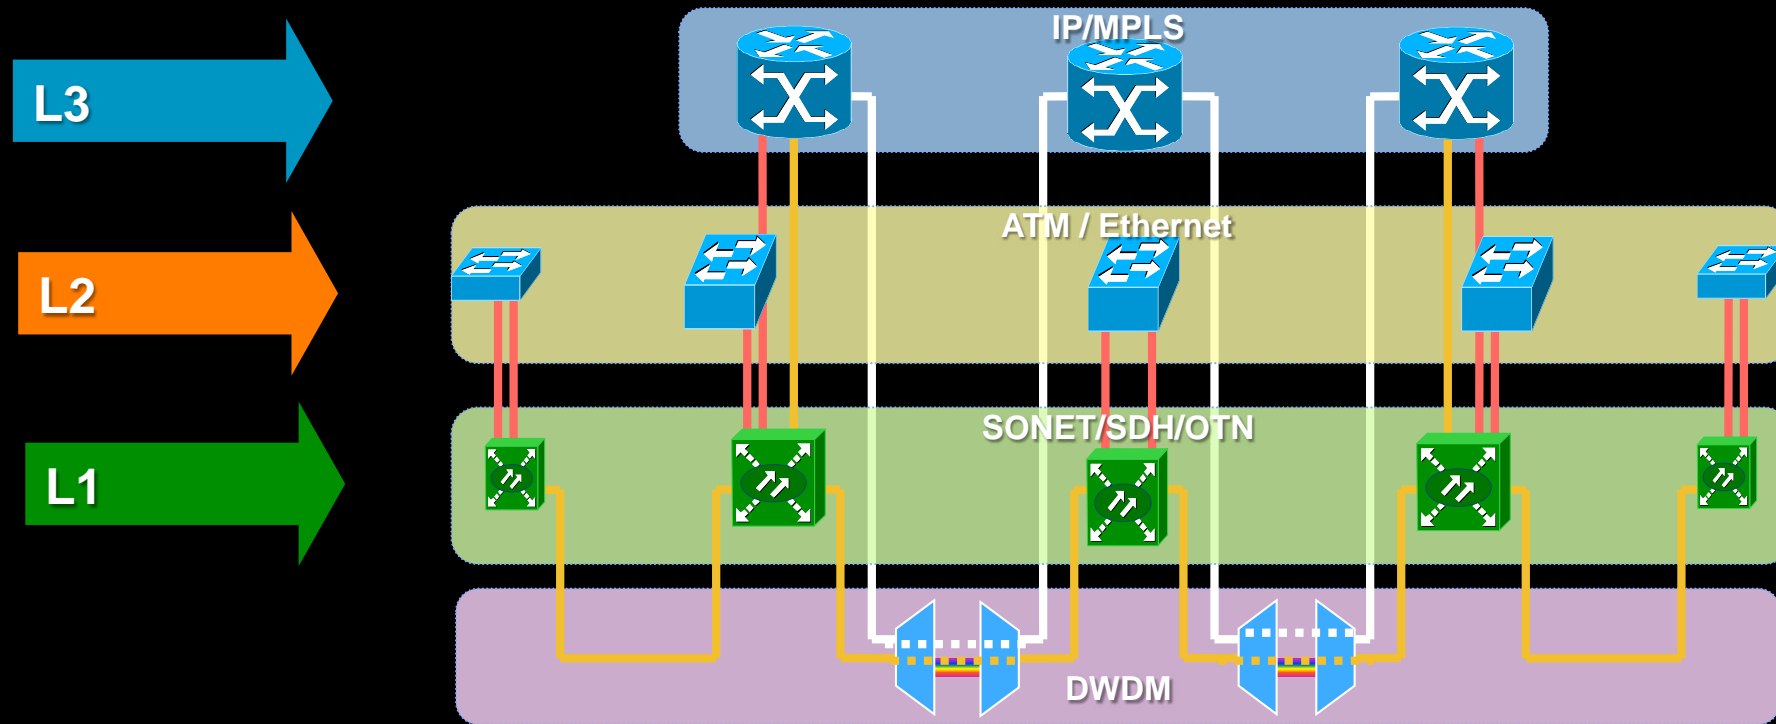 L3
IP/MPLS
L2
ATM / Ethernet
L1
SONET/SDH/OTN
DWDM